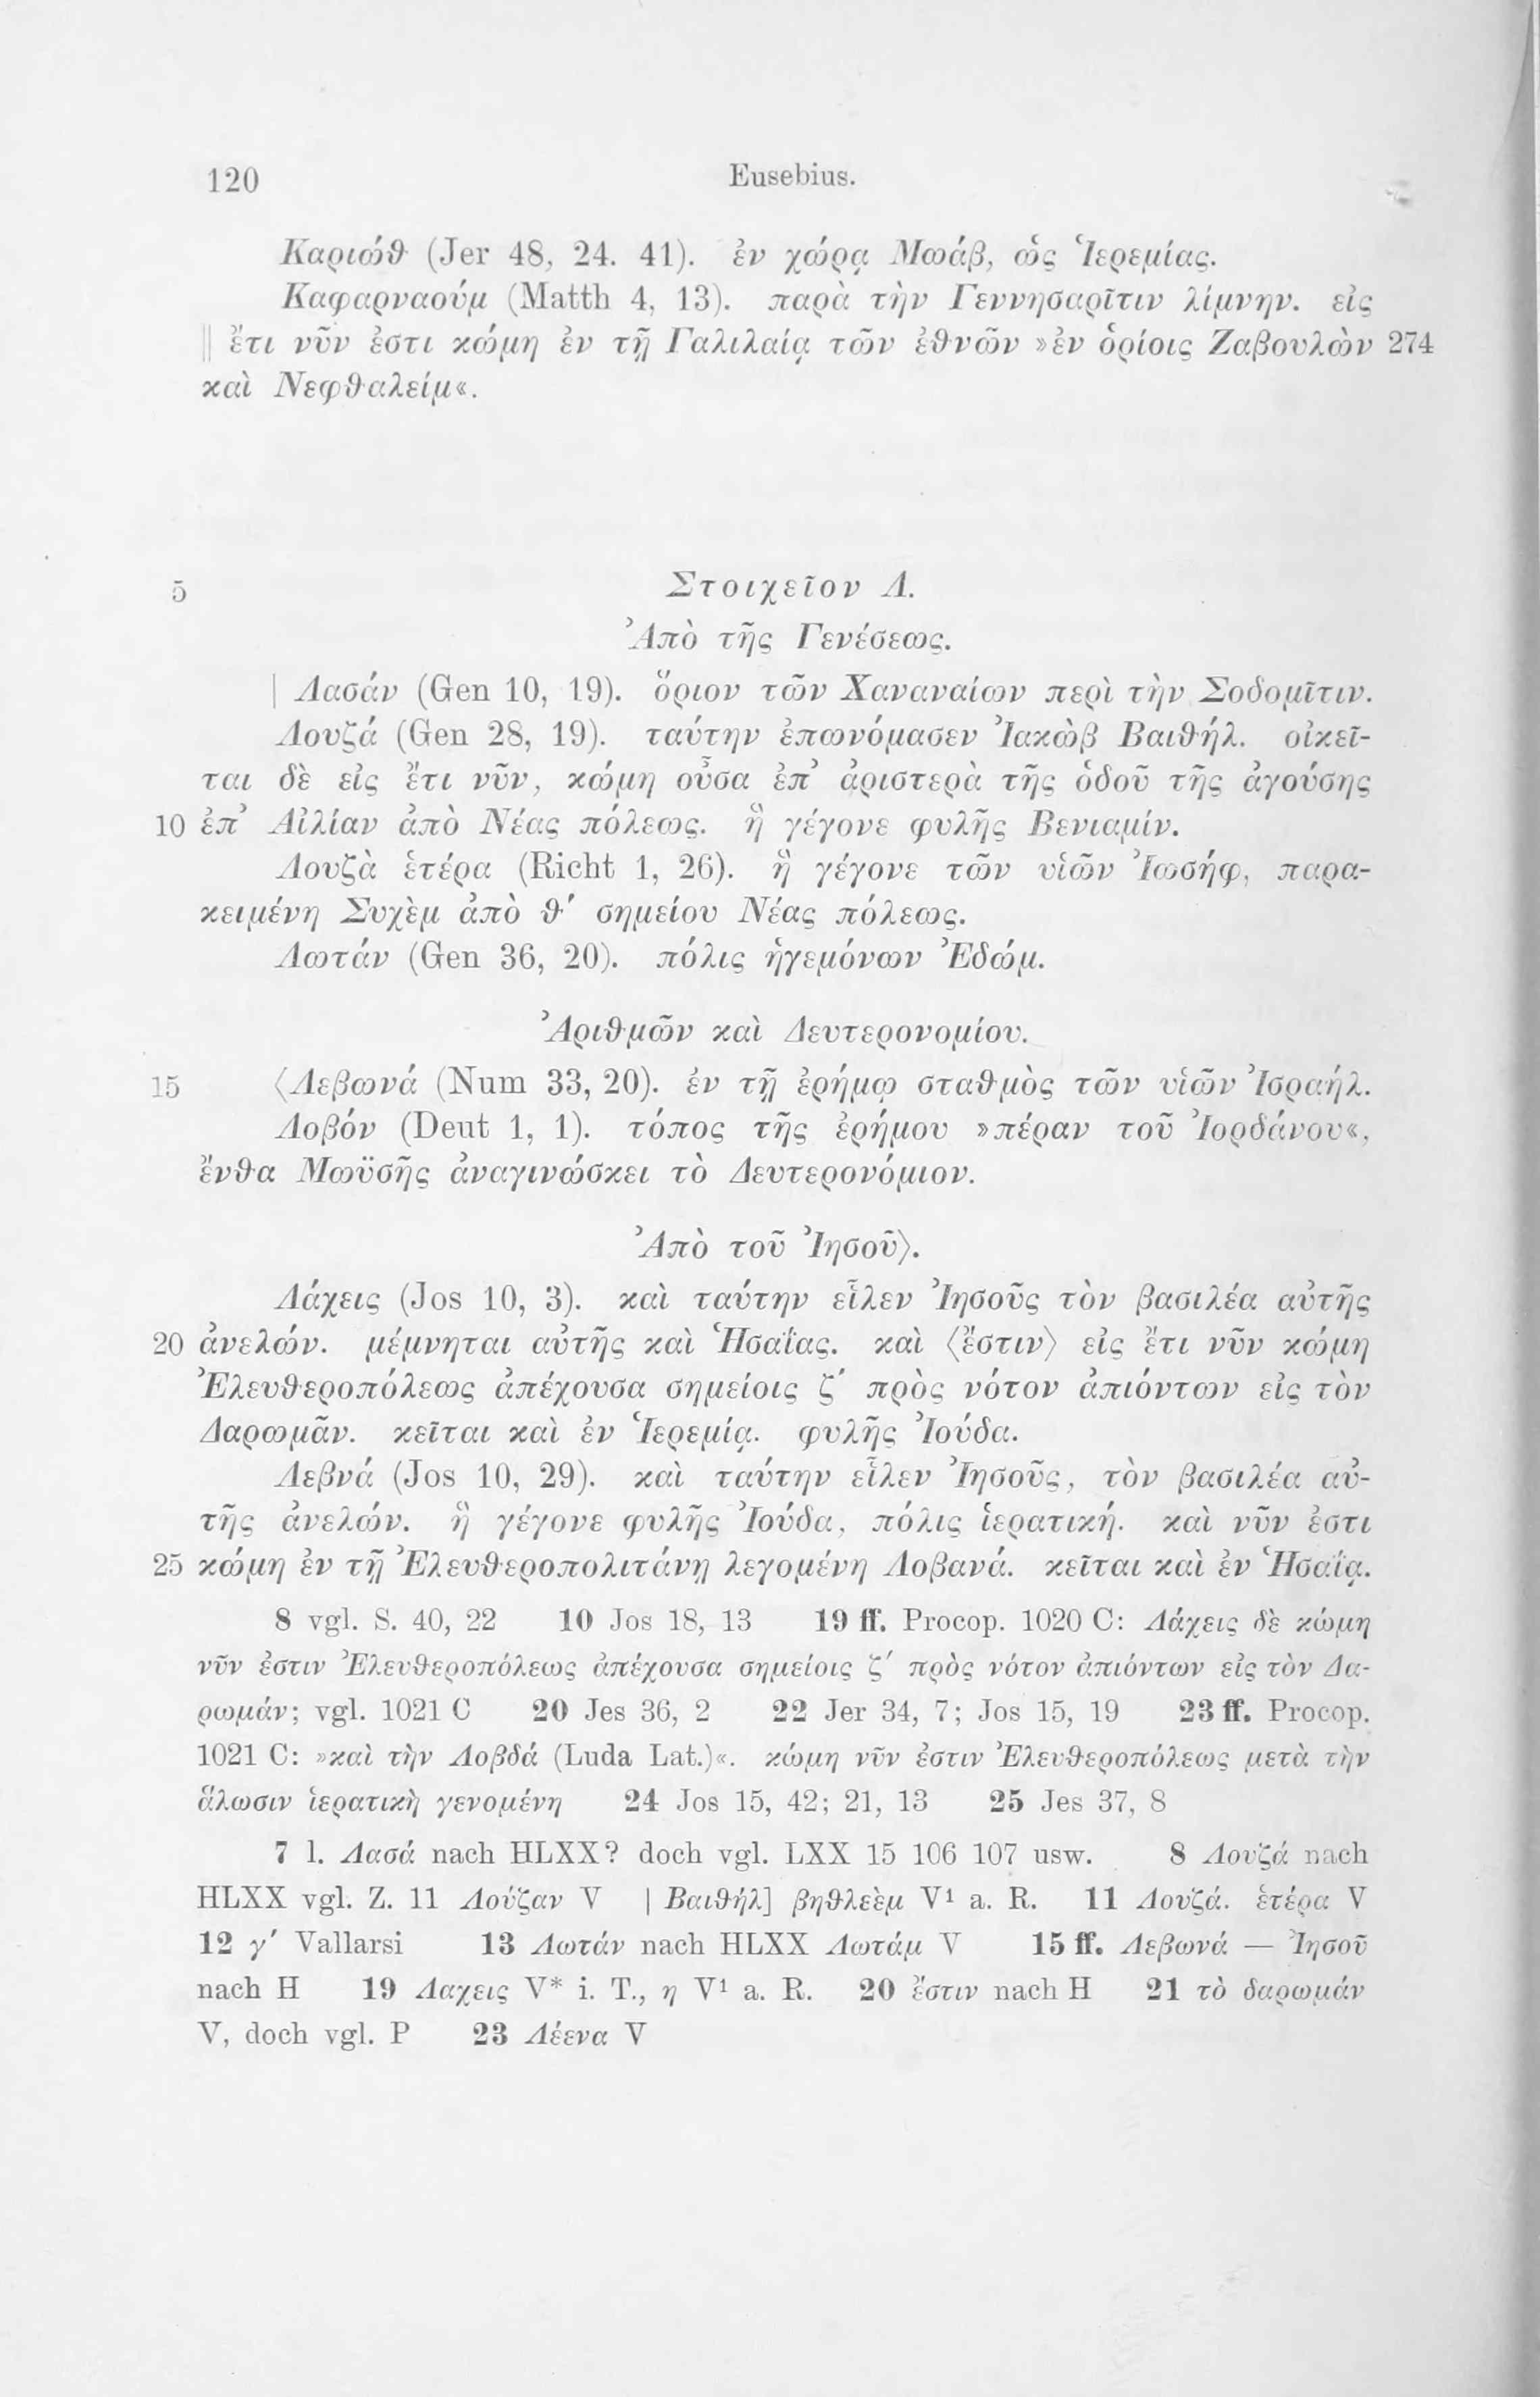 120 Eusebius.
Καριώθ (Jer 48, 24. 41). ἐν χώρᾳ Μωάβ, ὡς Ἱερεμίας.
Καφαρναούμ (Matth 4, 13). παρὰ τὴν Γεννησαρῖτιν λίμνην. εἰς
‖ ἔτι νῦν ἐστι κώμη ἐν τῇ Γαλιλαίᾳ τῶν ἐθνῶν »ἐν ὁρίοις Ζαβουλὼν 274
καὶ Νεφθαλείμ«.
5 Στοιχεῖον Λ.
Ἀπὸ τῆς Γενέσεως.
| Λασάν (Gen 10, 19). ὅριον τῶν Χαναναίων περὶ τὴν Σοδομῖτιν.
Λουζά (Gen 28, 19). ταύτην ἐπωνόμασεν Ἰακὼβ Βαιθήλ. οἰκεῖ-
ται δὲ εἰς ἔτι νῦν, κώμη οὖσα ἐπ’ ἀριστερὰ τῆς ὁδοῦ τῆς ἀγούσης
10 ἐπ’ Αἰλίαν ἀπὸ Νέας πόλεως. ἣ γέγονε φυλῆς Βενιαμίν.
Λουζὰ ἑτέρα (Richt 1, 26). ἣ γέγονε τῶν υἱῶν Ἰωσήφ, παρα-
κειμένη Συχὲμ ἀπὸ θ′ σημείου Νέας πόλεως.
Λωτάν (Gen 36, 20). πόλις ἡγεμόνων Ἐδώμ.
Ἀριθμῶν καὶ Δευτερονομίου.
15 ⟨Λεβωνά (Num 33, 20). ἐν τῇ ἐρήμῳ σταθμὸς τῶν υἱῶν Ἰσραήλ.
Λοβόν (Deut 1, 1). τόπος τῆς ἐρήμου »πέραν τοῦ Ἰορδάνου«,
ἔνθα Μωϋσῆς ἀναγινώσκει τὸ Δευτερονόμιον.
Ἀπὸ τοῦ Ἰησοῦ⟩.
Λάχεις (Jos 10, 3). καὶ ταύτην εἷλεν Ἰησοῦς τὸν βασιλέα αὐτῆς
20 ἀνελών. μέμνηται αὐτῆς καὶ Ἡσαΐας. καὶ ⟨ἔστιν⟩ εἰς ἔτι νῦν κώμη
Ἐλευθεροπόλεως ἀπέχουσα σημείοις ζ′ πρὸς νότον ἀπιόντων εἰς τὸν
Δαρωμᾶν. κεῖται καὶ ἐν Ἱερεμίᾳ. φυλῆς Ἰούδα.
Λεβνά (Jos 10, 29). καὶ ταύτην εἷλεν Ἰησοῦς, τὸν βασιλέα αὐ-
τῆς ἀνελών. ἣ γέγονε φυλῆς Ἰούδα, πόλις ἱερατική. καὶ νῦν ἐστι
25 κώμη ἐν τῇ Ἐλευθεροπολιτάνῃ λεγομένη Λοβανά. κεῖται καὶ ἐν Ἡσαΐᾳ.
8 vgl. S. 40, 22 10 Jos 18, 13 19 ff. Procop. 1020 C: Λάχεις δὲ κώμη
νῦν ἐστιν Ἐλευθεροπόλεως ἀπέχουσα σημείοις ζ′ πρὸς νότον ἀπιόντων εἰς τὸν Δα-
ρωμάν; vgl. 1021 C 20 Jes 36, 2 22 Jer 34, 7; Jos 15, 19 23 ff. Procop.
1021 C: »καὶ τὴν Λοβδά (Luda Lat.)«. κώμη νῦν ἐστιν Ἐλευθεροπόλεως μετὰ τὴν
ἅλωσιν ἱερατικὴ γενομένη 24 Jos 15, 42; 21, 13 25 Jes 37, 8
7 l. Λασά nach HLXX? doch vgl. LXX 15 106 107 usw. 8 Λουζά nach
HLXX vgl. Z. 11 Λούζαν V | Βαιθήλ] βηθλεὲμ V¹ a. R. 11 Λουζά. ἑτέρα V
12 γ′ Vallarsi 13 Λωτάν nach HLXX Λωτάμ V 15 ff. Λεβωνά — Ἰησοῦ
nach H 19 Λαχεις V* i. T., η V¹ a. R. 20 ἔστιν nach H 21 τὸ δαρωμάν
V, doch vgl. P 23 Λέενα V